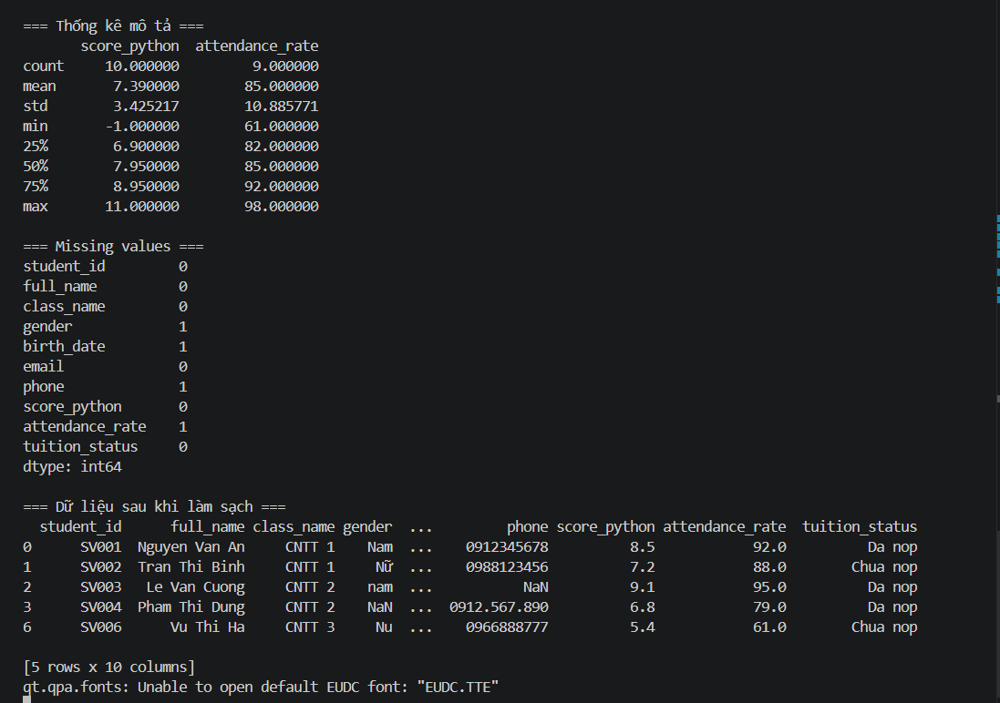 === Thống kê mô tả ===
score_python attendance_rate
count 10.000000 9.000000
mean 7.390000 85.000000
std 3.425217 10.885771
min -1.000000 61.000000
25% 6.900000 82.000000
50% 7.950000 85.000000
75% 8.950000 92.000000
max 11.000000 98.000000
=== Missing values ===
student_id 0
full_name 0
class_name 0
gender 1
birth_date 1
email 0
phone 1
score_python 0
attendance_rate 1
tuition_status 0
dtype: int64
=== Dữ liệu sau khi làm sạch ===
student_id full_name class_name gender ... phone score_python attendance_rate tuition_status
0 SV001 Nguyen Van An CNTT 1 Nam ... 0912345678 8.5 92.0 Da nop
1 SV002 Tran Thi Binh CNTT 1 Nữ ... 0988123456 7.2 88.0 Chua nop
2 SV003 Le Van Cuong CNTT 2 nam ... NaN 9.1 95.0 Da nop
3 SV004 Pham Thi Dung CNTT 2 NaN ... 0912.567.890 6.8 79.0 Da nop
6 SV006 Vu Thi Ha CNTT 3 Nu ... 0966888777 5.4 61.0 Chua nop
[5 rows x 10 columns]
qt.qpa.fonts: Unable to open default EUDC font: "EUDC.TTE"